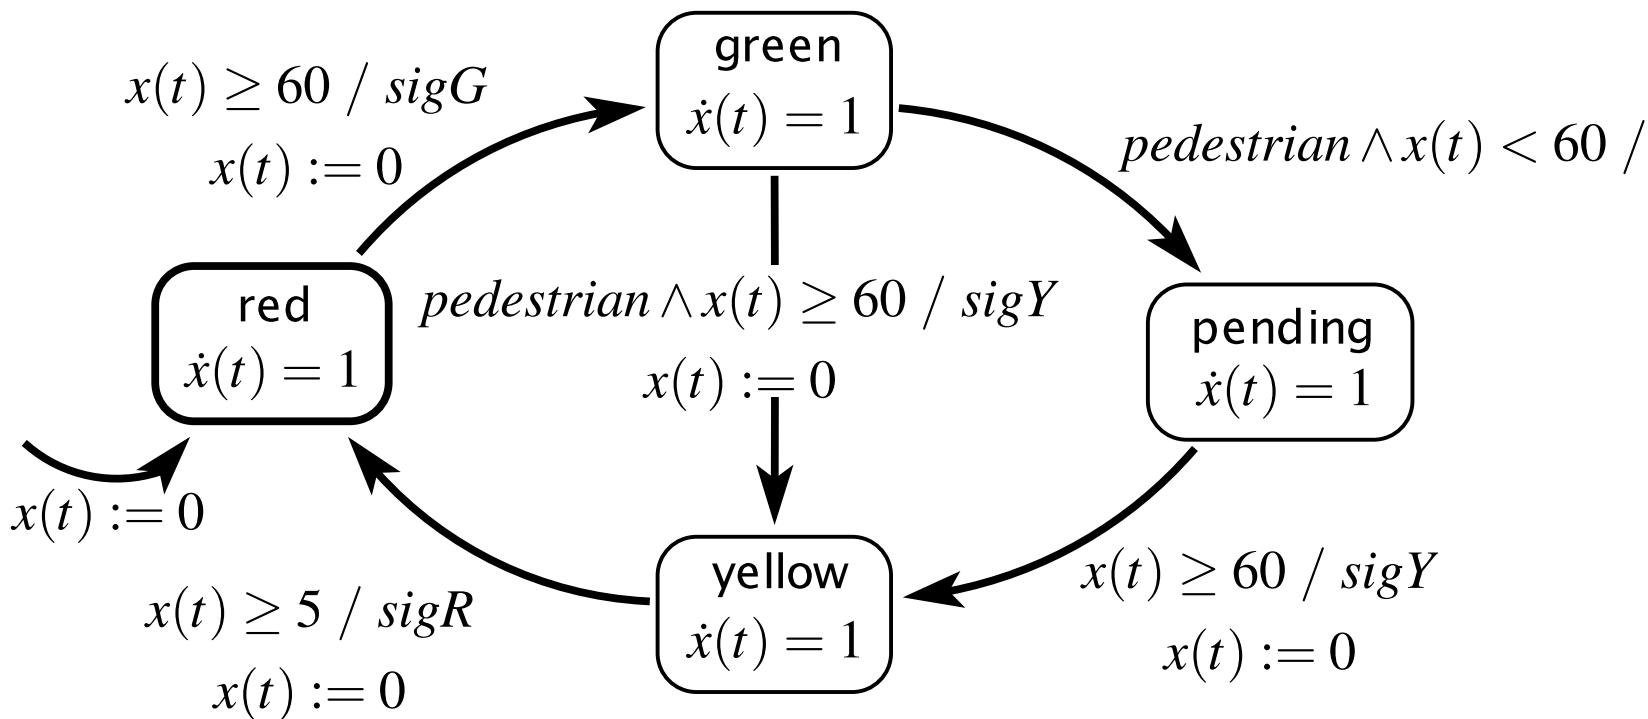 green
ẋ(t) = 1
x(t) ≥ 60 / sigG
x(t) := 0
pedestrian ∧ x(t) < 60 /
red
ẋ(t) = 1
pedestrian ∧ x(t) ≥ 60 / sigY
x(t) := 0
pending
ẋ(t) = 1
x(t) := 0
yellow
ẋ(t) = 1
x(t) ≥ 5 / sigR
x(t) := 0
x(t) ≥ 60 / sigY
x(t) := 0